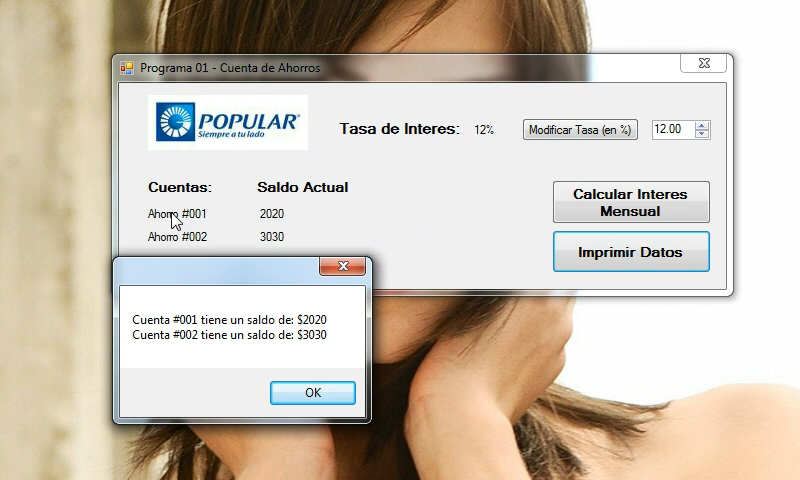 Programa 01 - Cuenta de Ahorros
POPULAR
Siempre a tu lado
Tasa de Interes: 12% Modificar Tasa (en %) 12.00
Cuentas: Saldo Actual
Ahorro #001 2020
Ahorro #002 3030
Calcular Interes
Mensual
Imprimir Datos
Cuenta #001 tiene un saldo de: $2020
Cuenta #002 tiene un saldo de: $3030
OK